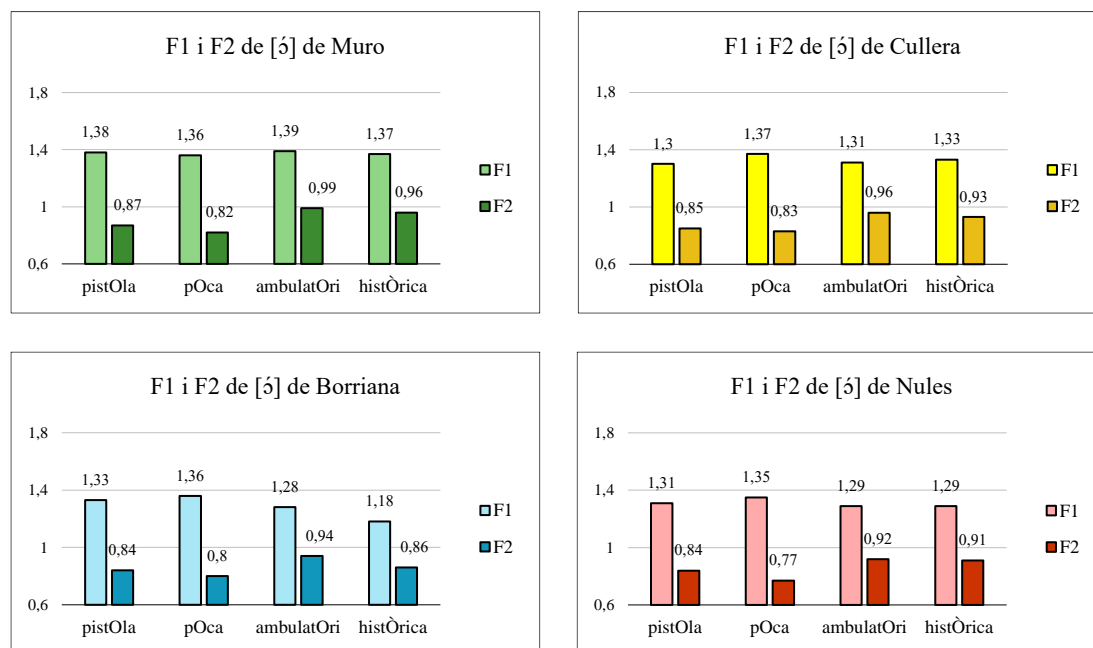 F1 i F2 de [ɔ́] de Muro
1,8
1,4
1
0,6
1,38
0,87
1,36
0,82
1,39
0,99
1,37
0,96
pistOla
pOca
ambulatOri
histÒrica
F1
F2
F1 i F2 de [ɔ́] de Cullera
1,8
1,4
1
0,6
1,3
0,85
1,37
0,83
1,31
0,96
1,33
0,93
pistOla
pOca
ambulatOri
histÒrica
F1
F2
F1 i F2 de [ɔ́] de Borriana
1,8
1,4
1
0,6
1,33
0,84
1,36
0,8
1,28
0,94
1,18
0,86
pistOla
pOca
ambulatOri
histÒrica
F1
F2
F1 i F2 de [ɔ́] de Nules
1,8
1,4
1
0,6
1,31
0,84
1,35
0,77
1,29
0,92
1,29
0,91
pistOla
pOca
ambulatOri
histÒrica
F1
F2